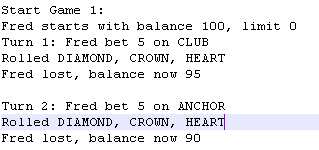 Start Game 1:
Fred starts with balance 100, limit 0
Turn 1: Fred bet 5 on CLUB
Rolled DIAMOND, CROWN, HEART
Fred lost, balance now 95

Turn 2: Fred bet 5 on ANCHOR
Rolled DIAMOND, CROWN, HEART
Fred lost, balance now 90